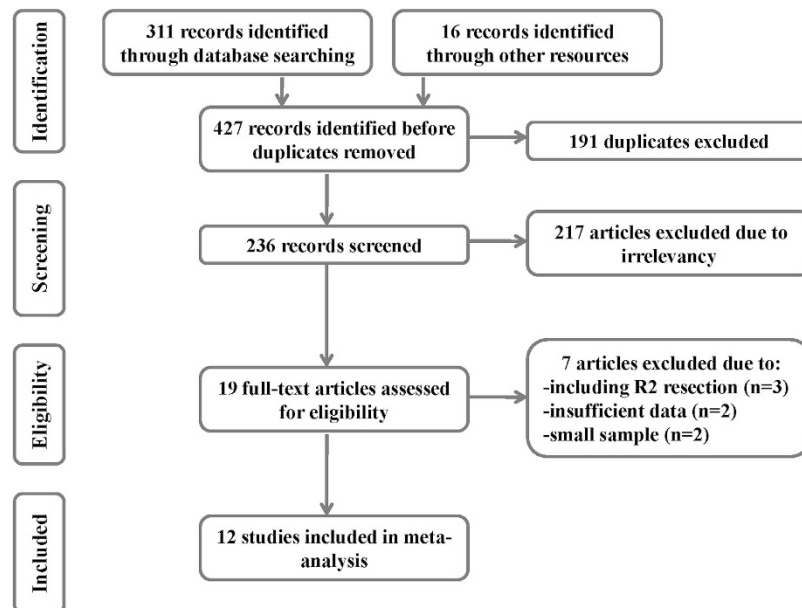 Identification
311 records identified
through database searching
16 records identified
through other resources
427 records identified before
duplicates removed
191 duplicates excluded
Screening
236 records screened
217 articles excluded due to
irrelevancy
Eligibility
19 full-text articles assessed
for eligibility
7 articles excluded due to:
-including R2 resection (n=3)
-insufficient data (n=2)
-small sample (n=2)
Included
12 studies included in meta-
analysis